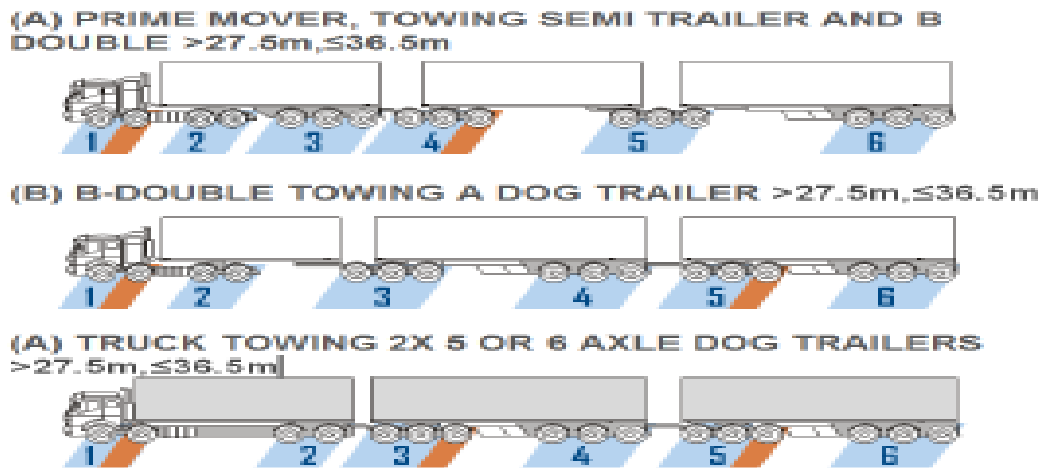 (A) PRIME MOVER, TOWING SEMI TRAILER AND B
DOUBLE >27.5m,≤36.5m
1 2 3 4 5 6
(B) B-DOUBLE TOWING A DOG TRAILER >27.5m,≤36.5m
1 2 3 4 5 6
(A) TRUCK TOWING 2X 5 OR 6 AXLE DOG TRAILERS
>27.5m,≤36.5m
1 2 3 4 5 6